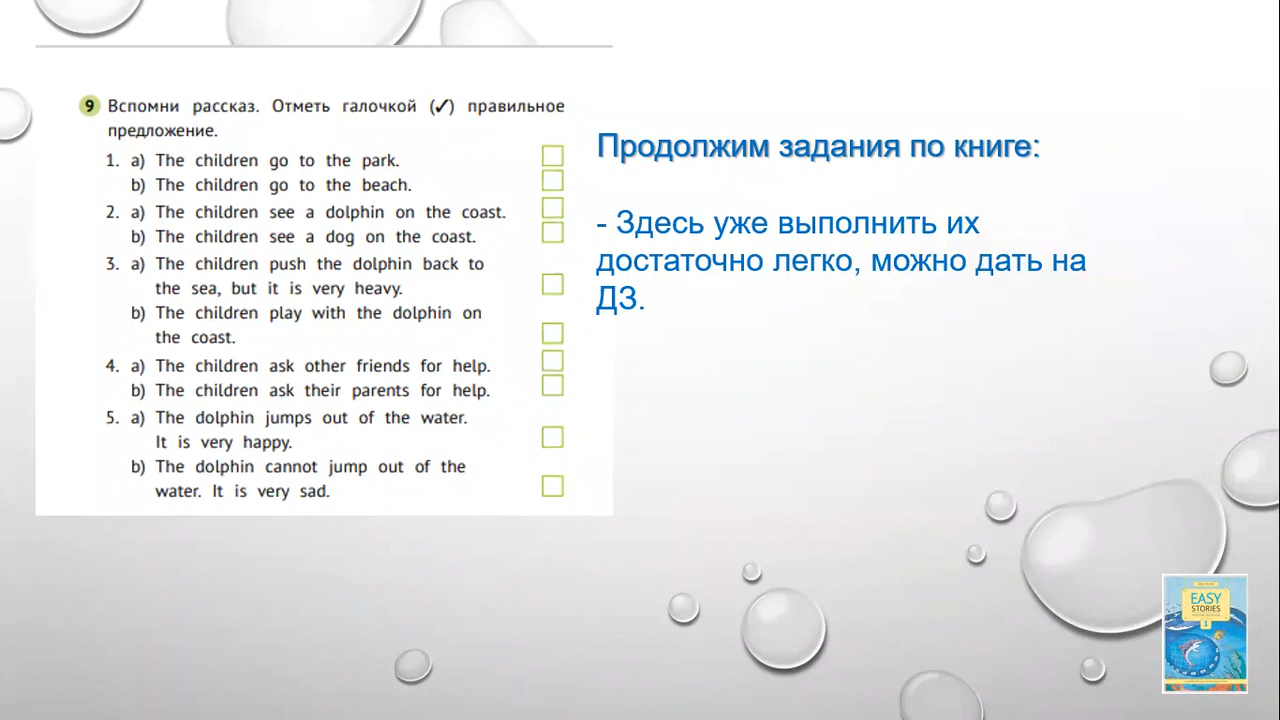 9 Вспомни рассказ. Отметь галочкой (✓) правильное
предложение.
1. a) The children go to the park.
b) The children go to the beach.
2. a) The children see a dolphin on the coast.
b) The children see a dog on the coast.
3. a) The children push the dolphin back to
the sea, but it is very heavy.
b) The children play with the dolphin on
the coast.
4. a) The children ask other friends for help.
b) The children ask their parents for help.
5. a) The dolphin jumps out of the water.
It is very happy.
b) The dolphin cannot jump out of the
water. It is very sad.
Продолжим задания по книге:
- Здесь уже выполнить их
достаточно легко, можно дать на
ДЗ.
EASY
STORIES
1